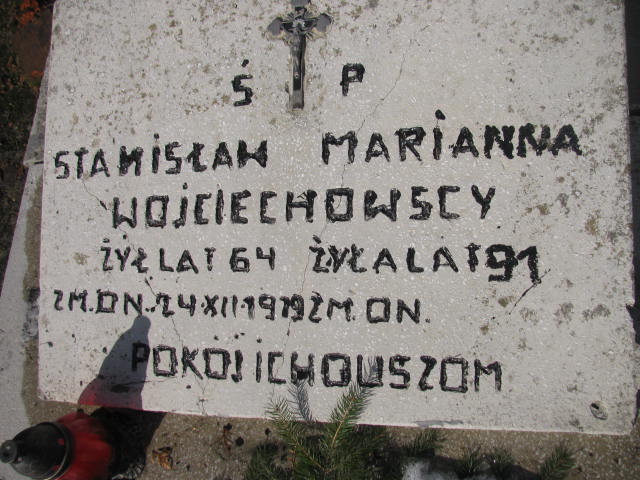 Ś P
STANISŁAW MARIANNA
WOJCIECHOWSCY
ŻYŁ LAT 64 ŻYŁA LAT 91
ZM. DN. 24 XII 1979 ZM. DN.
POKÓJ ICH DUSZOM